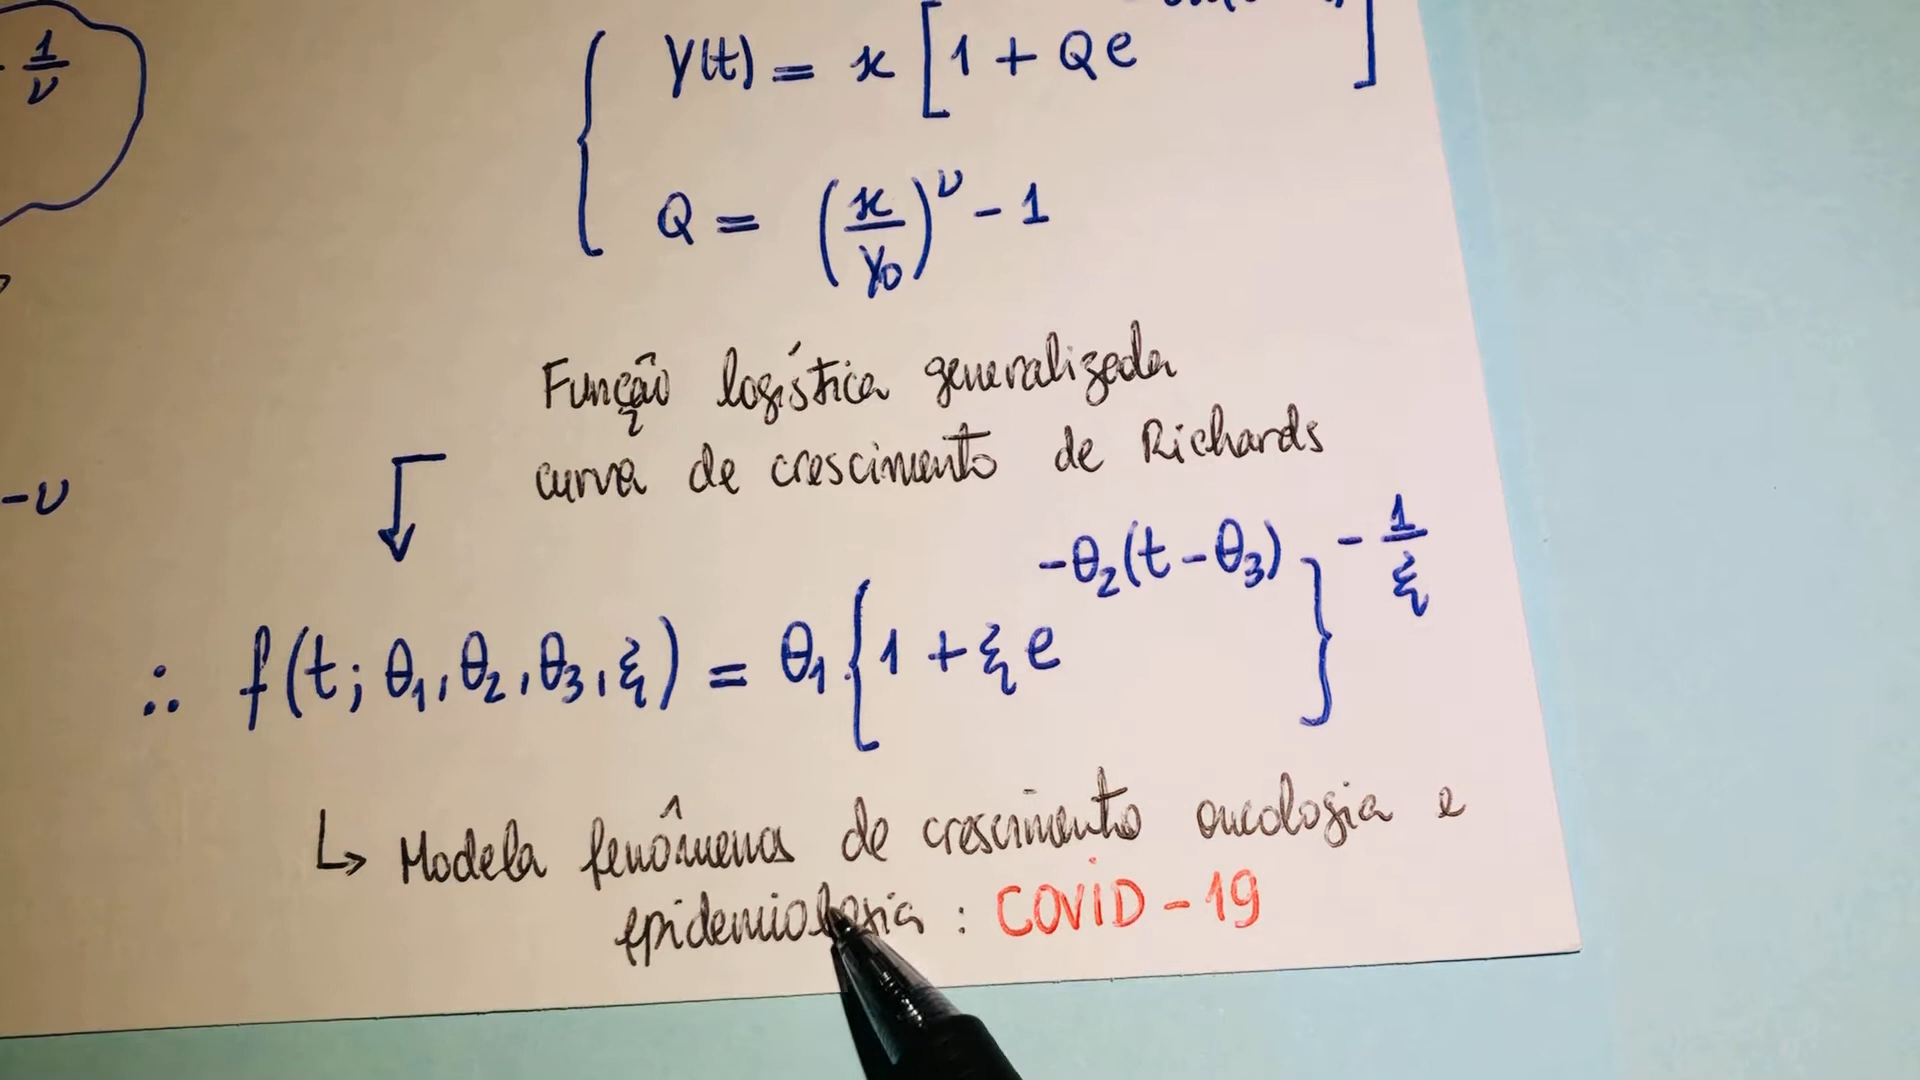 - 1/ν
Y(t) = κ [1 + Q e ]
Q = (κ/Y0)^ν - 1
Função logística generalizada
curva de crescimento de Richards
-ν
∴ f(t; θ1, θ2, θ3, ξ) = θ1 {1 + ξ e^(-θ2(t - θ3))}^(-1/ξ)
↳ Modela fenômenos de crescimento oncologia e
epidemiologia : COVID - 19